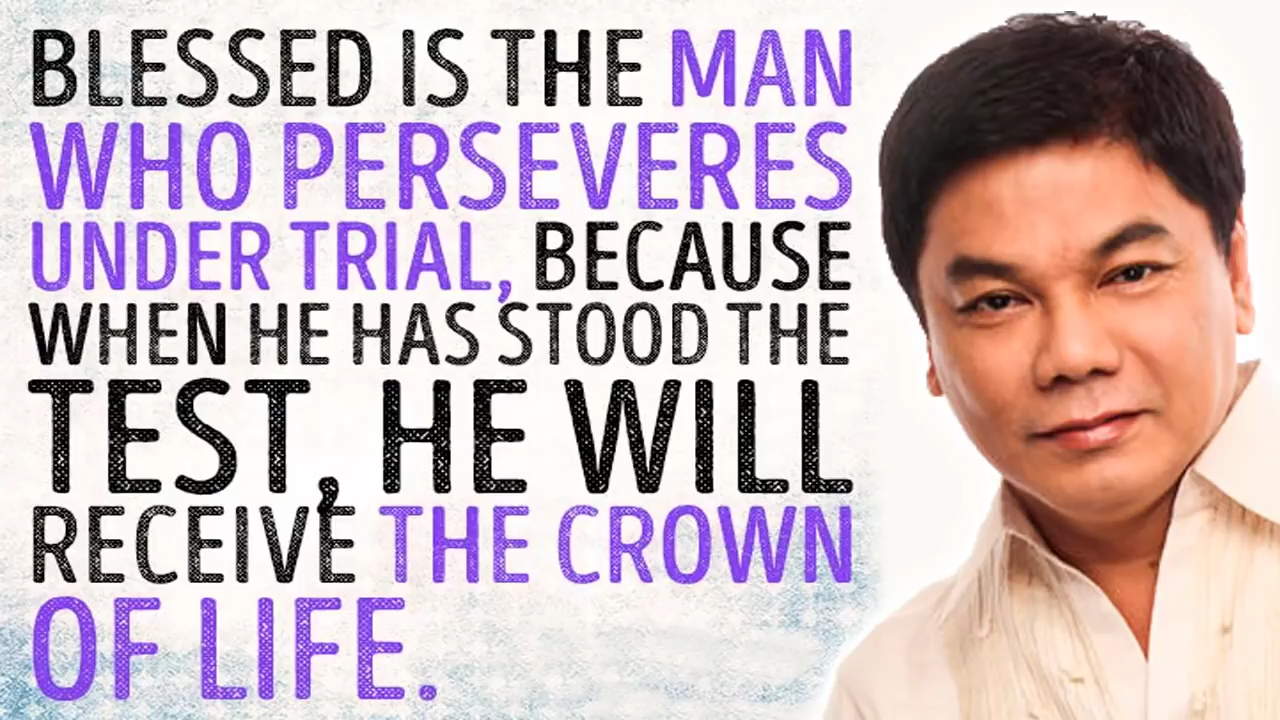 BLESSED IS THE MAN
WHO PERSEVERES
UNDER TRIAL, BECAUSE
WHEN HE HAS STOOD THE
TEST, HE WILL
RECEIVE THE CROWN
OF LIFE.